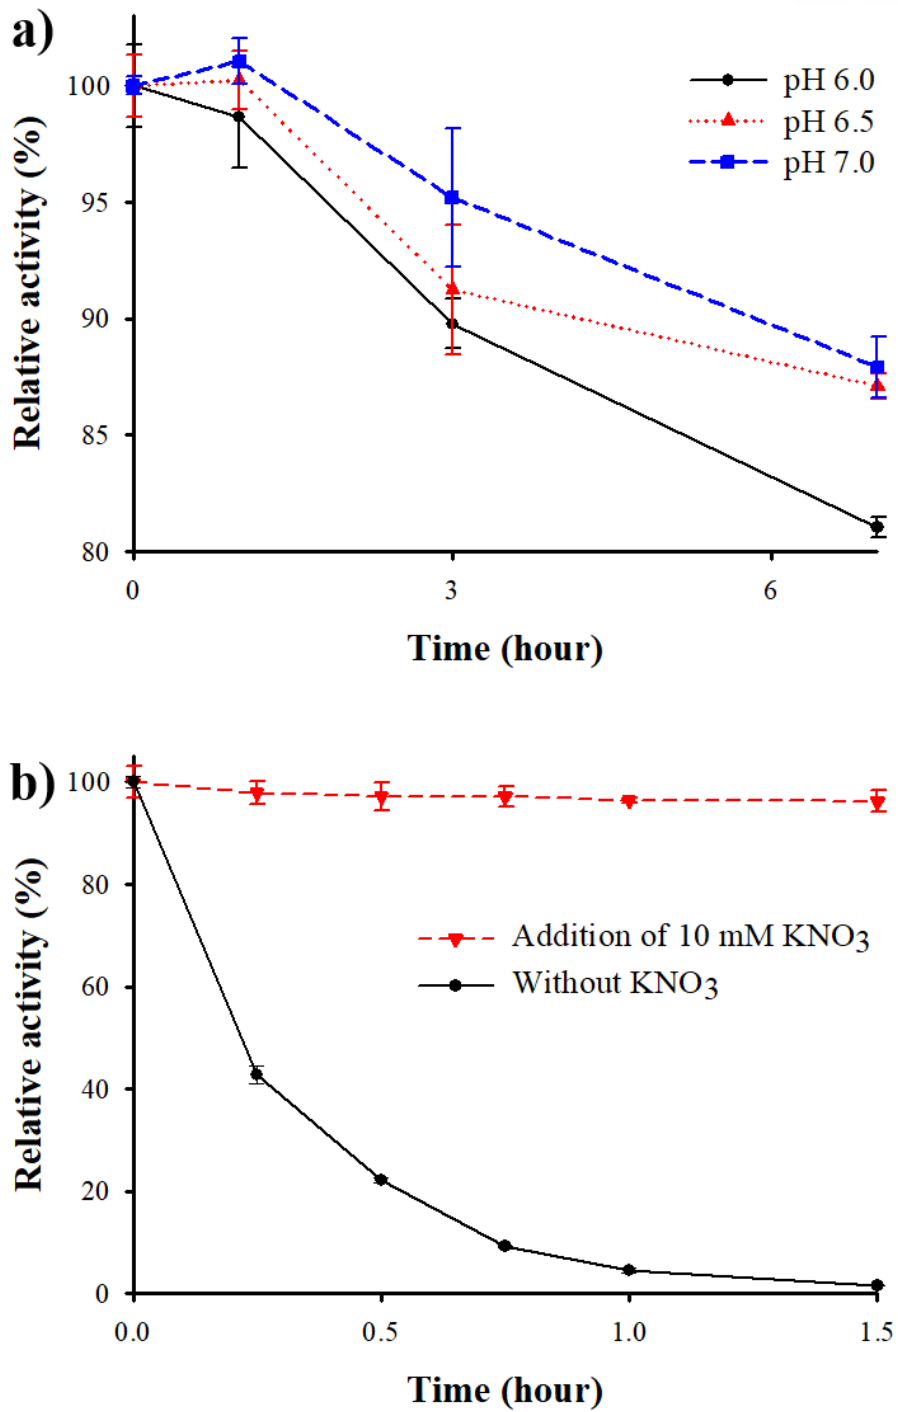 a)
Relative activity (%)
100
95
90
85
80
pH 6.0
pH 6.5
pH 7.0
0 3 6
Time (hour)
b)
Relative activity (%)
100
80
60
40
20
0
Addition of 10 mM KNO₃
Without KNO₃
0.0 0.5 1.0 1.5
Time (hour)